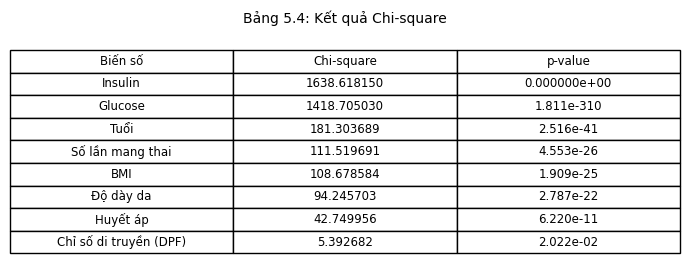 Bảng 5.4: Kết quả Chi-square
Biến số Chi-square p-value
Insulin 1638.618150 0.000000e+00
Glucose 1418.705030 1.811e-310
Tuổi 181.303689 2.516e-41
Số lần mang thai 111.519691 4.553e-26
BMI 108.678584 1.909e-25
Độ dày da 94.245703 2.787e-22
Huyết áp 42.749956 6.220e-11
Chỉ số di truyền (DPF) 5.392682 2.022e-02